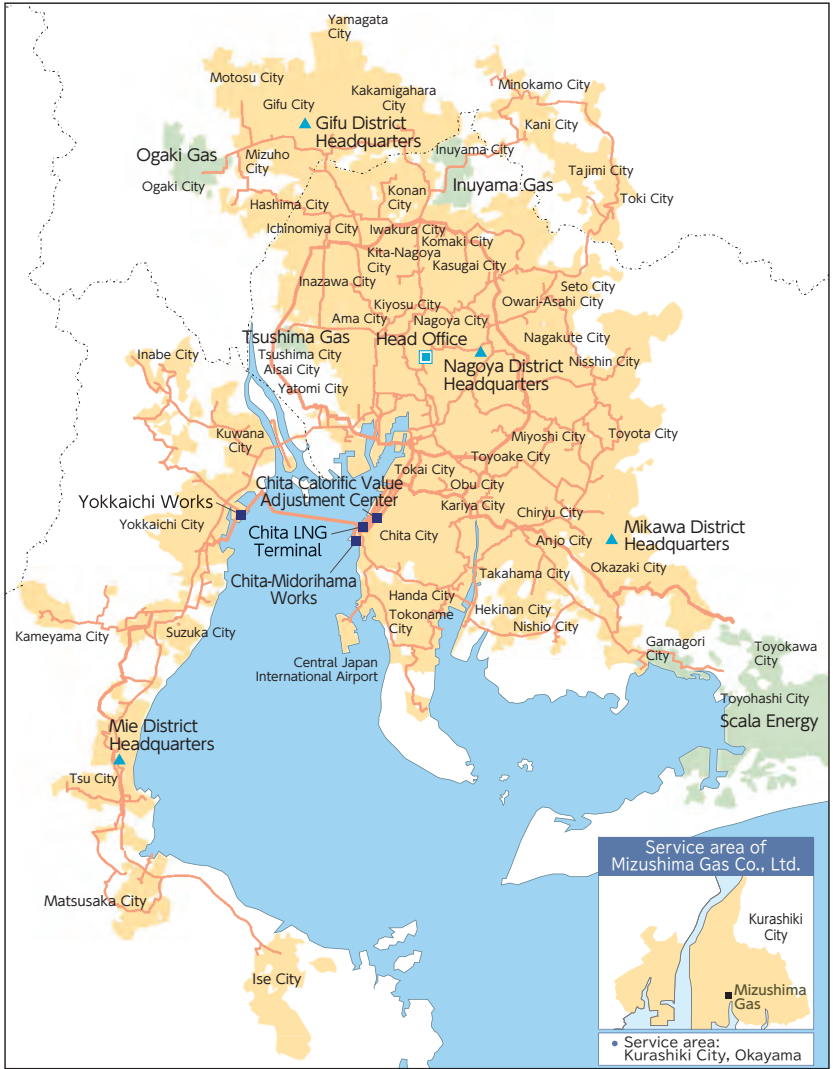 Yamagata
City
Motosu City
Gifu City
Kakamigahara
City
Minokamo City
Gifu District
Headquarters
Kani City
Ogaki Gas
Mizuho
City
Inuyama City
Ogaki City
Inuyama Gas
Tajimi City
Toki City
Konan
City
Hashima City
Ichinomiya City
Iwakura City
Komaki City
Kita-Nagoya
City
Kasugai City
Inazawa City
Seto City
Owari-Asahi City
Kiyosu City
Ama City
Nagoya City
Tsushima Gas
Head Office
Nagakute City
Inabe City
Tsushima City
Aisai City
Yatomi City
Nagoya District
Headquarters
Nisshin City
Kuwana
City
Miyoshi City
Toyota City
Toyoake City
Tokai City
Chita Calorific Value
Adjustment Center
Obu City
Yokkaichi Works
Kariya City
Chiryu City
Yokkaichi City
Chita LNG
Terminal
Chita City
Anjo City
Mikawa District
Headquarters
Chita-Midorihama
Works
Takahama City
Okazaki City
Handa City
Tokoname
City
Hekinan City
Nishio City
Kameyama City
Suzuka City
Central Japan
International Airport
Gamagori
City
Toyokawa
City
Toyohashi City
Scala Energy
Mie District
Headquarters
Tsu City
Matsusaka City
Ise City
Service area of
Mizushima Gas Co., Ltd.
Kurashiki
City
Mizushima
Gas
• Service area:
Kurashiki City, Okayama